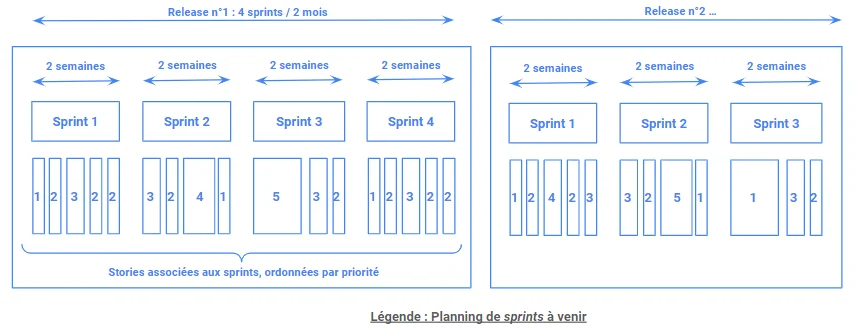 Release n°1 : 4 sprints / 2 mois
Release n°2 ...
2 semaines 2 semaines 2 semaines 2 semaines
2 semaines 2 semaines 2 semaines
Sprint 1 Sprint 2 Sprint 3 Sprint 4
Sprint 1 Sprint 2 Sprint 3
1 2 3 2 2 3 2 4 1 5 3 2 1 2 3 2 2
1 2 4 2 3 3 2 5 1 1 3 2
Stories associées aux sprints, ordonnées par priorité
Légende : Planning de sprints à venir